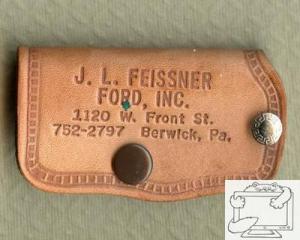 J. L. FEISSNER
FORD, INC.
1120 W. Front St.
752-2797 Berwick, Pa.